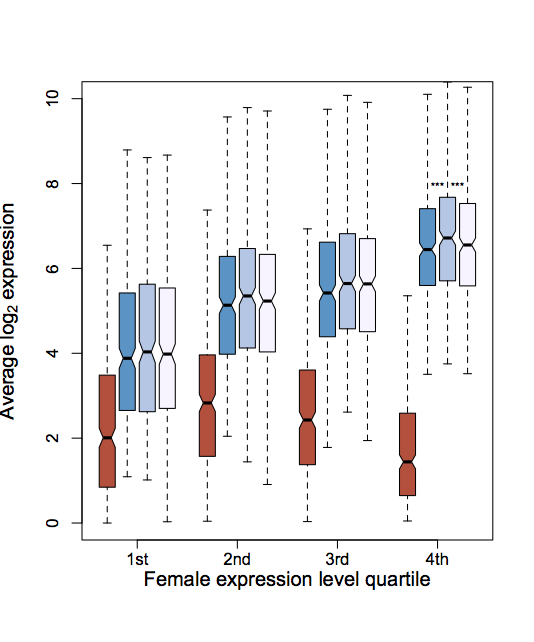 10
8
6
4
2
0
Average log2 expression
*** ***
1st 2nd 3rd 4th
Female expression level quartile